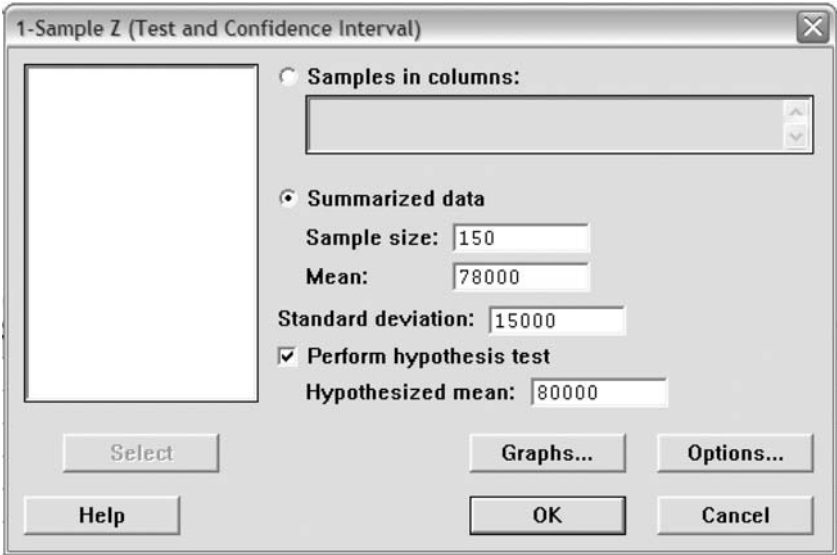 1-Sample Z (Test and Confidence Interval)
Samples in columns:
Summarized data
Sample size: 150
Mean: 78000
Standard deviation: 15000
Perform hypothesis test
Hypothesized mean: 80000
Select Graphs... Options...
Help OK Cancel